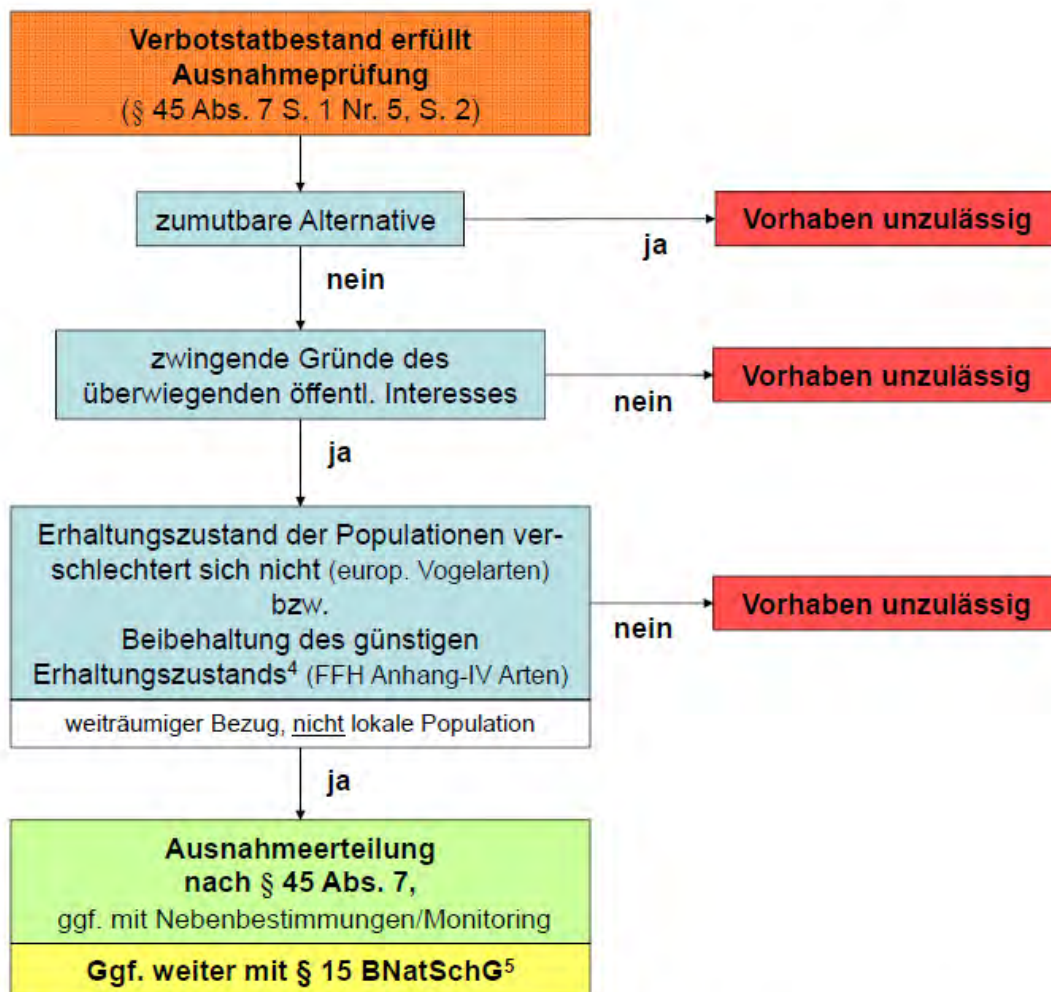 Verbotstatbestand erfüllt
Ausnahmeprüfung
(§ 45 Abs. 7 S. 1 Nr. 5, S. 2)
zumutbare Alternative
ja
Vorhaben unzulässig
nein
zwingende Gründe des
überwiegenden öffentl. Interesses
nein
Vorhaben unzulässig
ja
Erhaltungszustand der Populationen ver-
schlechtert sich nicht (europ. Vogelarten)
bzw.
Beibehaltung des günstigen
Erhaltungszustands⁴ (FFH Anhang-IV Arten)
nein
Vorhaben unzulässig
weiträumiger Bezug, nicht lokale Population
ja
Ausnahmeerteilung
nach § 45 Abs. 7,
ggf. mit Nebenbestimmungen/Monitoring
Ggf. weiter mit § 15 BNatSchG⁵